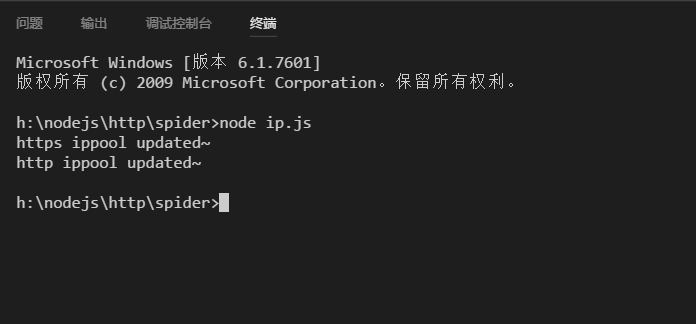 问题 输出 调试控制台 终端
Microsoft Windows [版本 6.1.7601]
版权所有 (c) 2009 Microsoft Corporation。保留所有权利。
h:\nodejs\http\spider>node ip.js
https ippool updated~
http ippool updated~
h:\nodejs\http\spider>